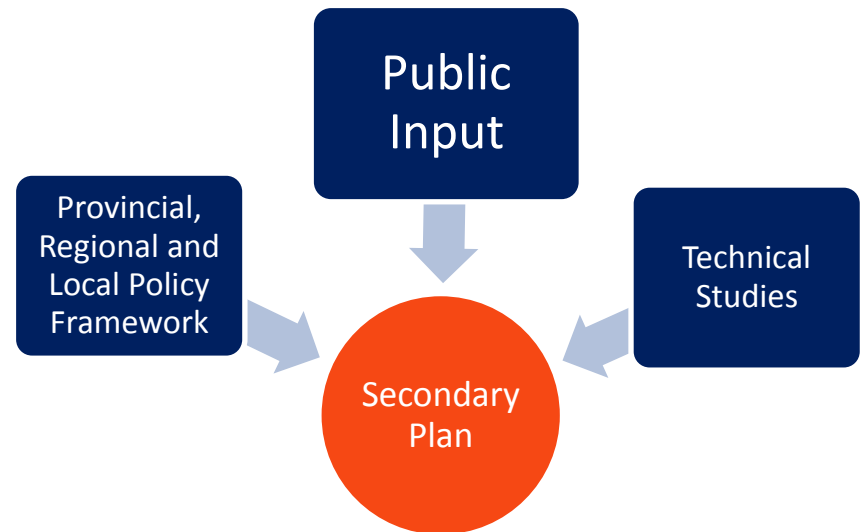 Public
Input
Provincial,
Regional and
Local Policy
Framework
Technical
Studies
Secondary
Plan